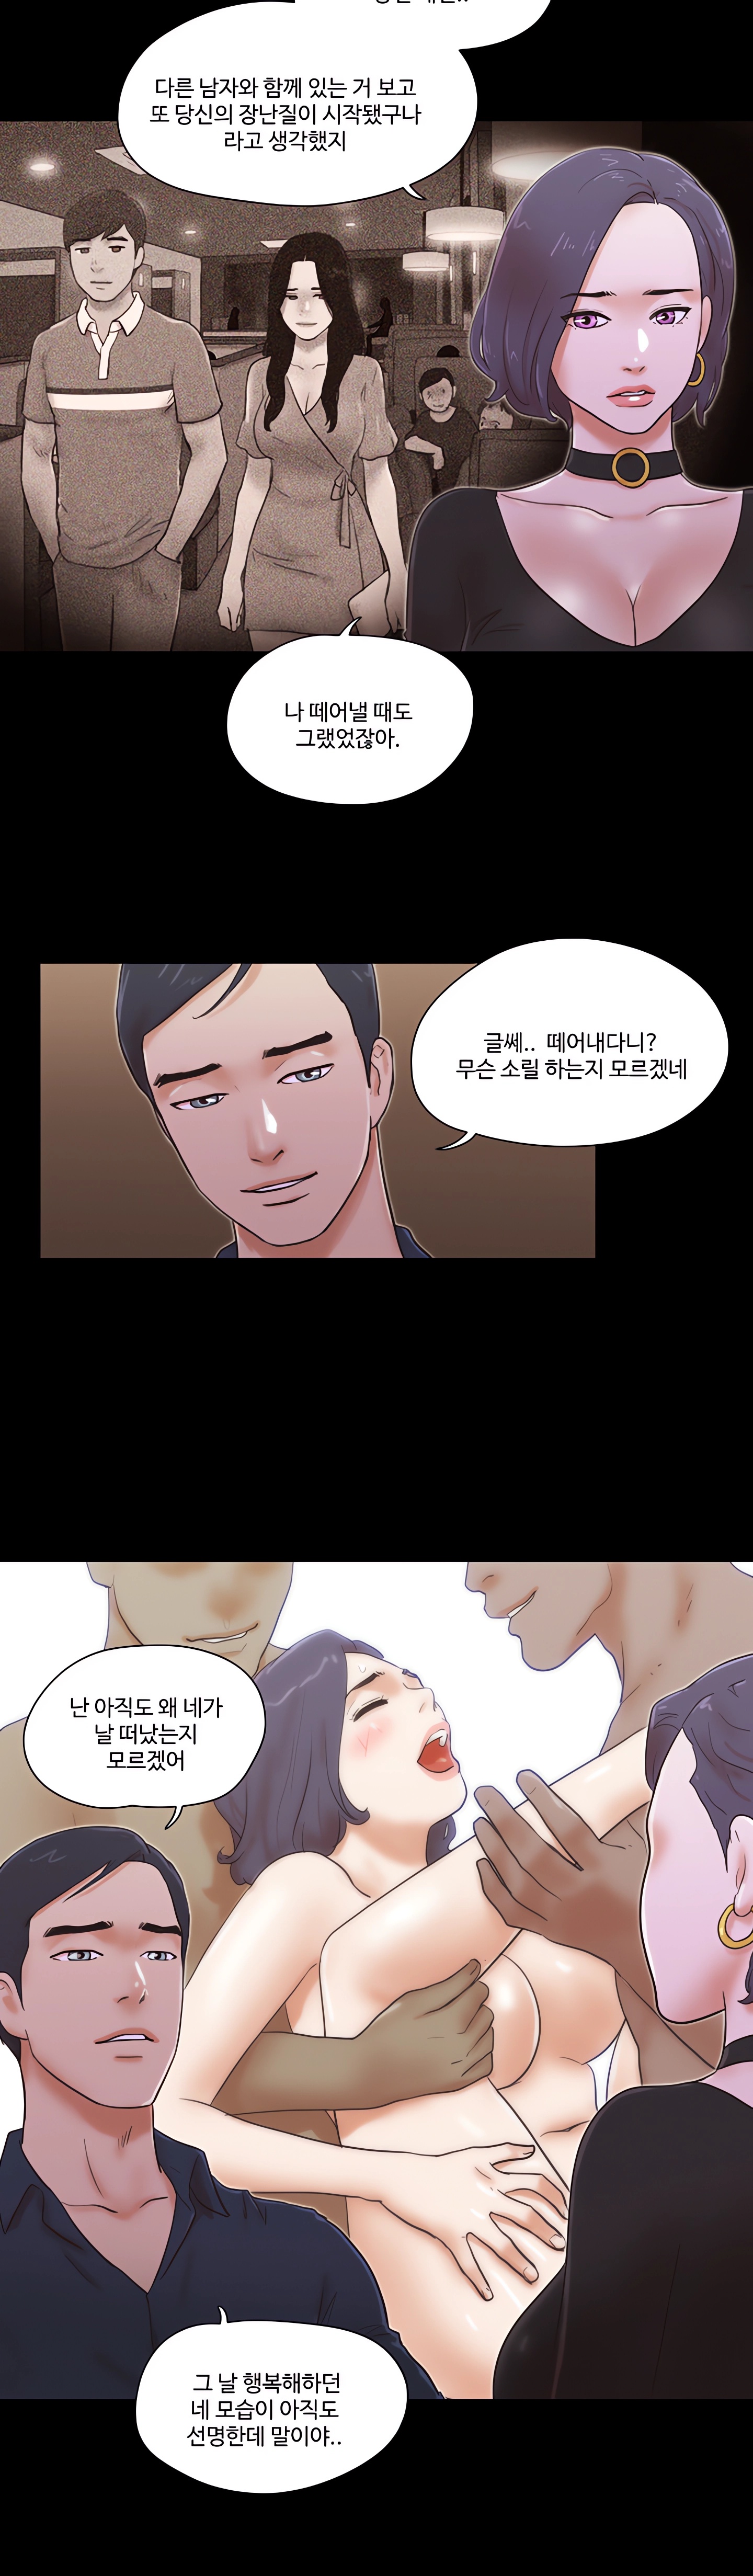 다른 남자와 함께 있는 거 보고
또 당신의 장난질이 시작됐구나
라고 생각했지
나 떼어낼 때도
그랬었잖아.
글쎄.. 떼어내다니?
무슨 소릴 하는지 모르겠네
난 아직도 왜 네가
날 떠났는지
모르겠어
그 날 행복해하던
네 모습이 아직도
선명한데 말이야..